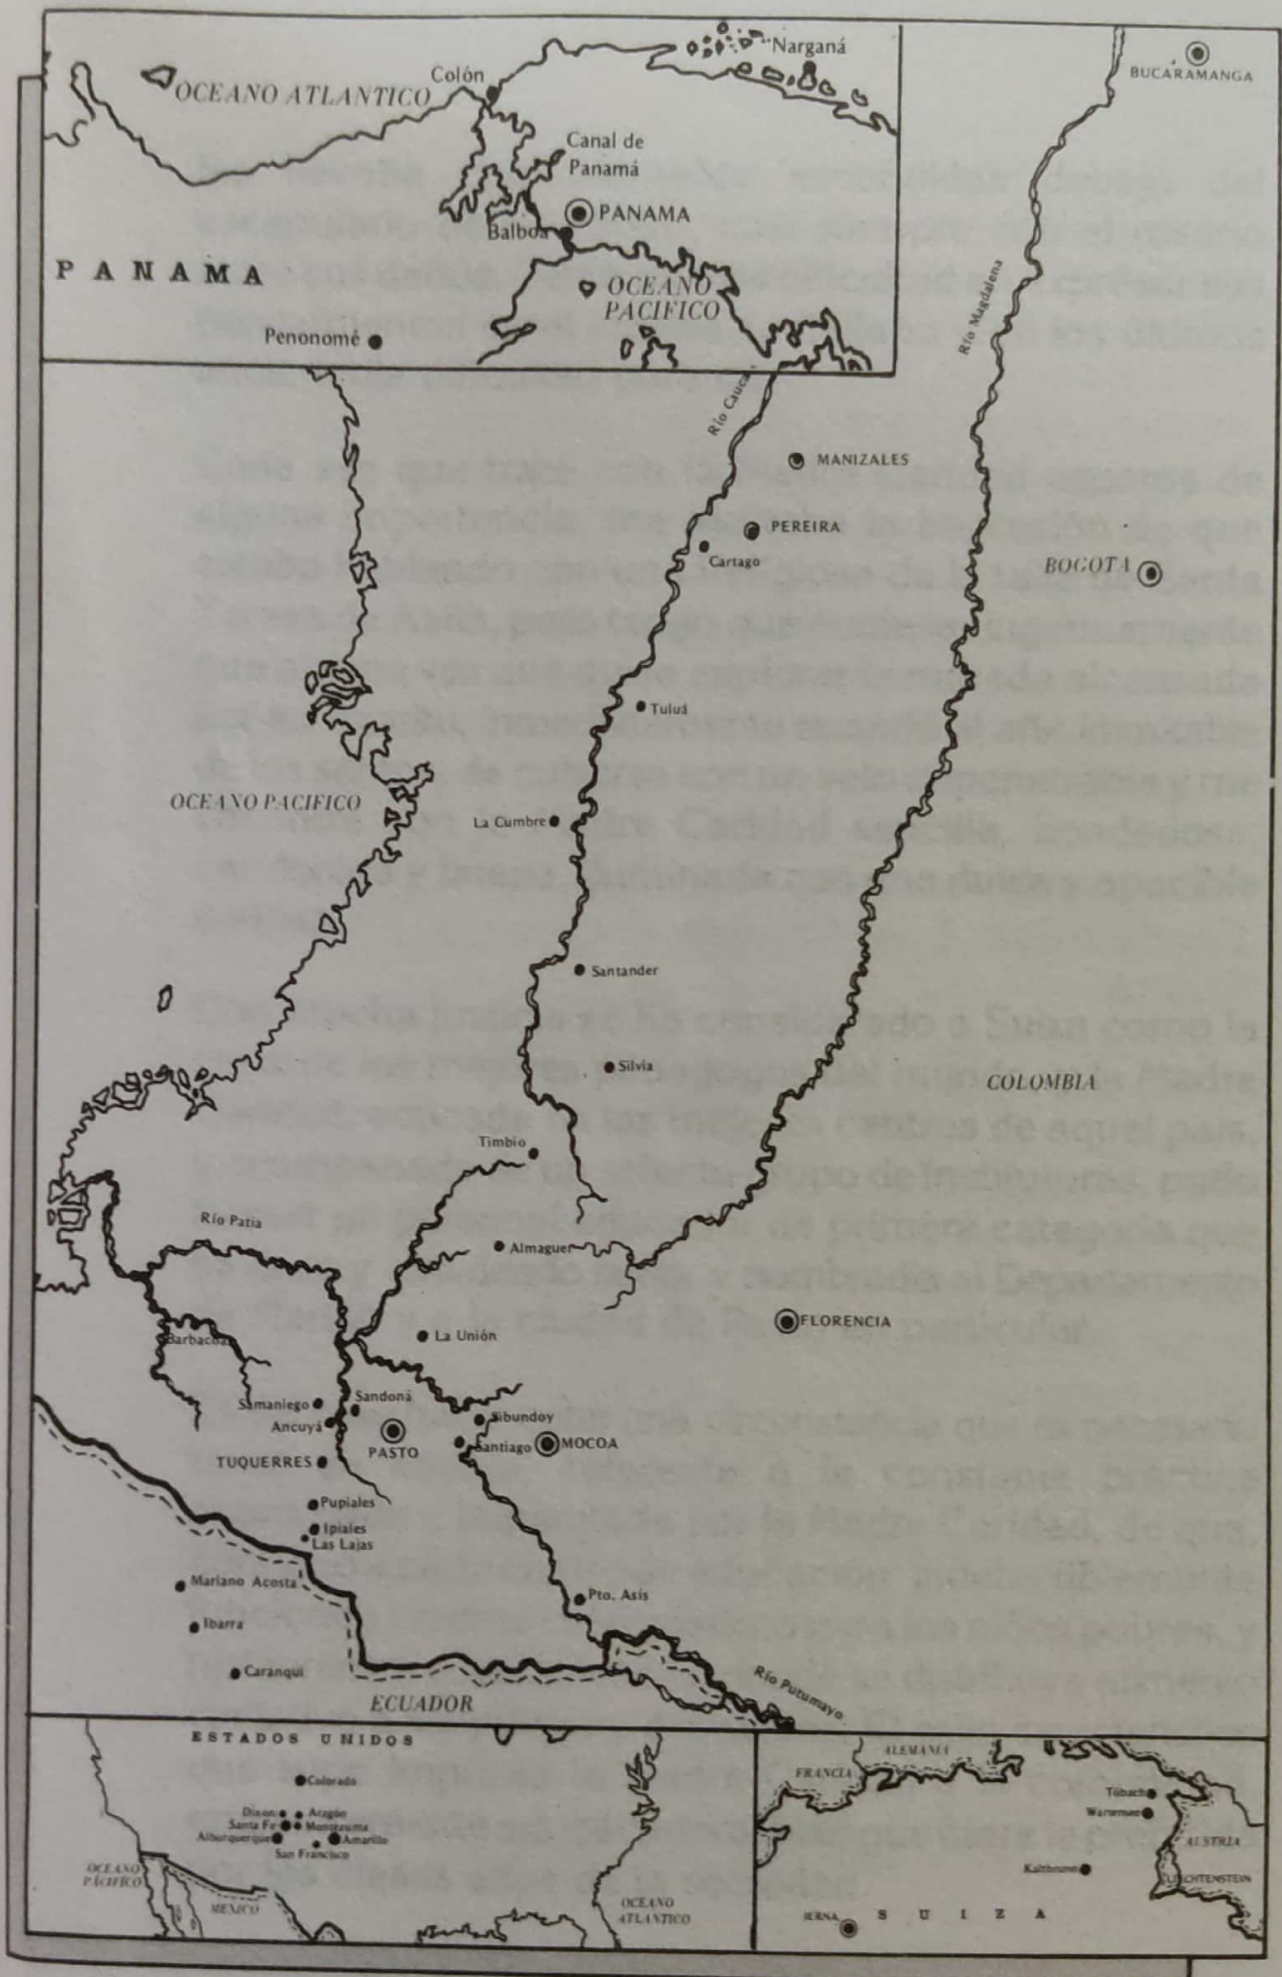 Narganá
Colón
OCEANO ATLANTICO
BUCARAMANGA
Canal de
Panamá
PANAMA
Balboa
PANAMA
OCEANO
PACIFICO
Penonomé
Río Magdalena
Río Cauca
MANIZALES
PEREIRA
Cartago
BOGOTA
Tuluá
OCEANO PACIFICO
La Cumbre
Santander
Silvia
COLOMBIA
Timbio
Río Patia
Almaguer
FLORENCIA
La Unión
Barbacoas
Samaniego
Sandoná
Ancuyá
PASTO
Sibundoy
Santiago
MOCOA
TUQUERRES
Pupiales
Ipiales
Las Lajas
Mariano Acosta
Ibarra
Caranqui
Pto. Asís
Río Putumayo
ECUADOR
ESTADOS UNIDOS
Colorado
Dixon
Aragón
Santa Fe
Montezuma
Alburquerque
Amarillo
San Francisco
OCEANO
PACIFICO
MEXICO
OCEANO
ATLANTICO
ALEMANIA
FRANCIA
Tübach
Wartensee
AUSTRIA
Kaltbrunn
LIECHTENSTEIN
BERNA
SUIZA